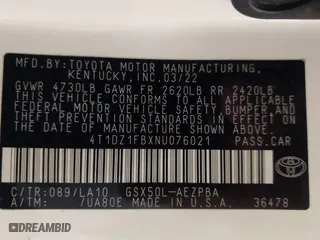 MFD.BY:TOYOTA MOTOR MANUFACTURING,
KENTUCKY,INC.03/22
GVWR 4730LB GAWR FR 2620LB RR 2420LB
THIS VEHICLE CONFORMS TO ALL APPLICABLE
FEDERAL MOTOR VEHICLE SAFETY,BUMPER AND
THEFT PREVENTION STANDARDS IN EFFECT ON
THE DATE OF MANUFACTURE SHOWN ABOVE.
4T1DZ1FBXNU076021 PASS.CAR
C/TR:089/LA10 GSX50L-AEZPBA
A/TM: /UA80E MADE IN U.S.A. 36478